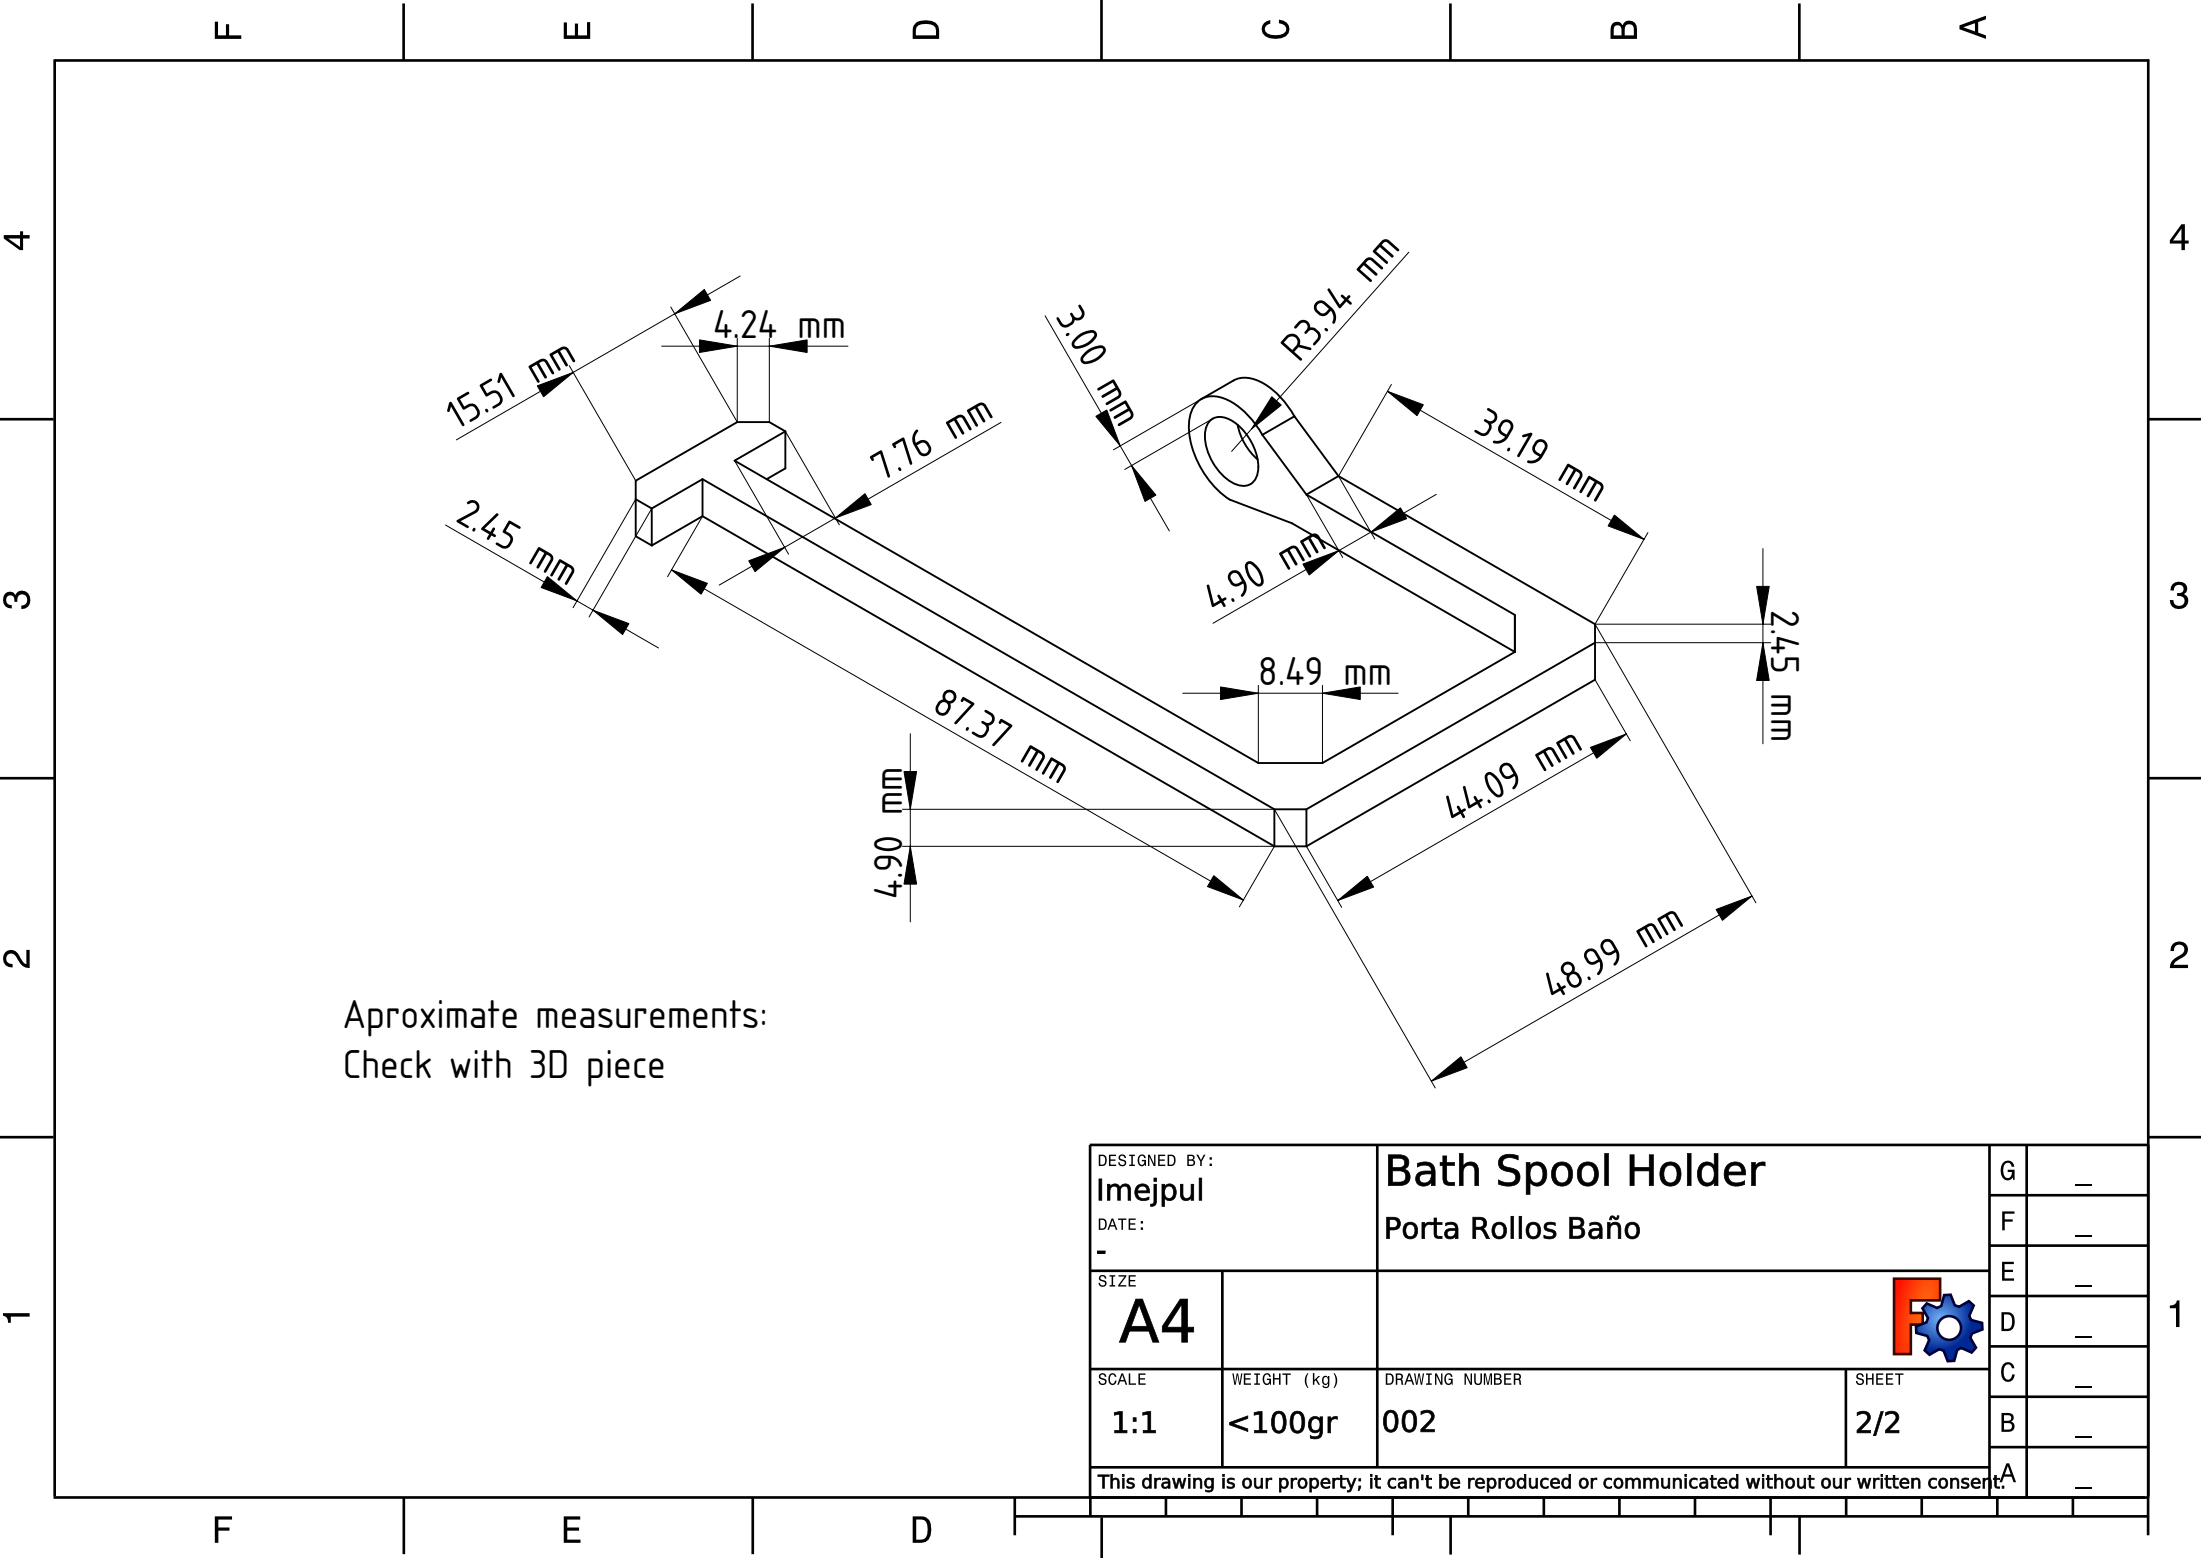 F E D C B A
4 4
3 3
2 2
1 1
15.51 mm
4.24 mm
7.76 mm
2.45 mm
3.00 mm
R3.94 mm
39.19 mm
4.90 mm
2.45 mm
8.49 mm
87.37 mm
4.90 mm
44.09 mm
48.99 mm
Aproximate measurements:
Check with 3D piece
DESIGNED BY:
Imejpul
DATE:
-
Bath Spool Holder
Porta Rollos Baño
SIZE
A4
SCALE
1:1
WEIGHT (kg)
<100gr
DRAWING NUMBER
002
SHEET
2/2
This drawing is our property; it can't be reproduced or communicated without our written consent.
G _
F _
E _
D _
C _
B _
A _
F E D